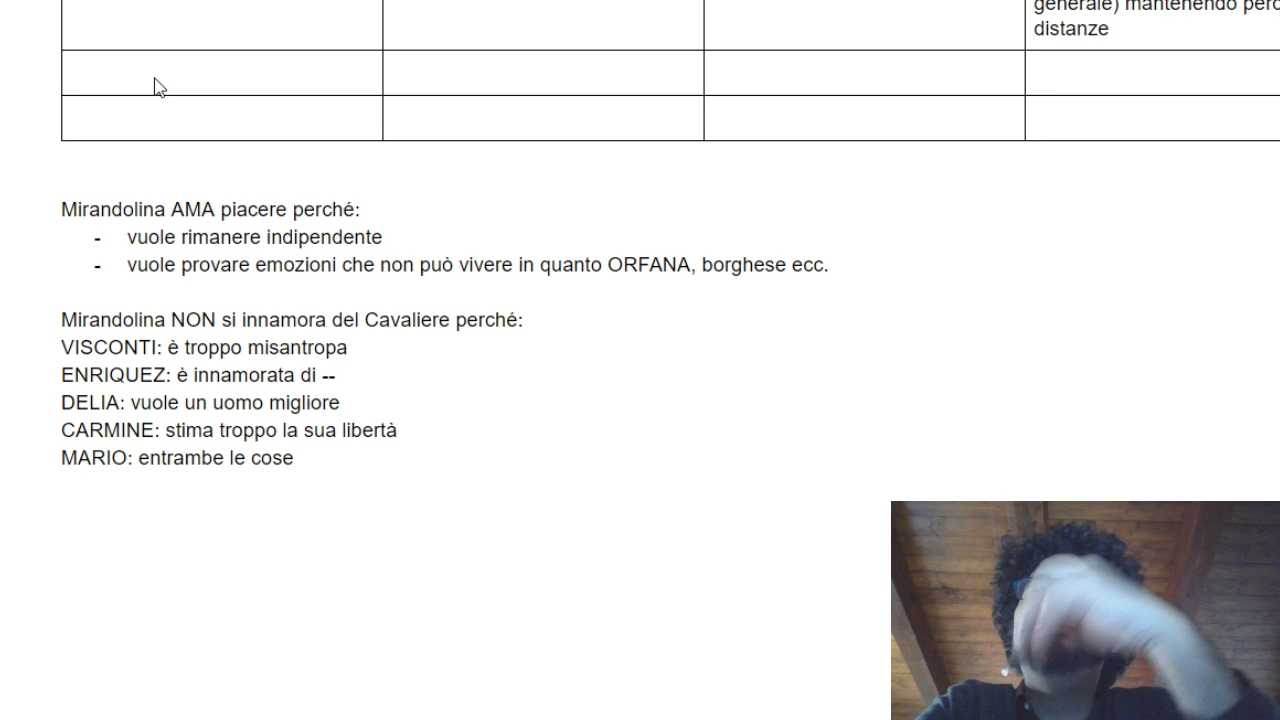 generale) mantenendo però
distanze
Mirandolina AMA piacere perché:
- vuole rimanere indipendente
- vuole provare emozioni che non può vivere in quanto ORFANA, borghese ecc.
Mirandolina NON si innamora del Cavaliere perché:
VISCONTI: è troppo misantropa
ENRIQUEZ: è innamorata di --
DELIA: vuole un uomo migliore
CARMINE: stima troppo la sua libertà
MARIO: entrambe le cose